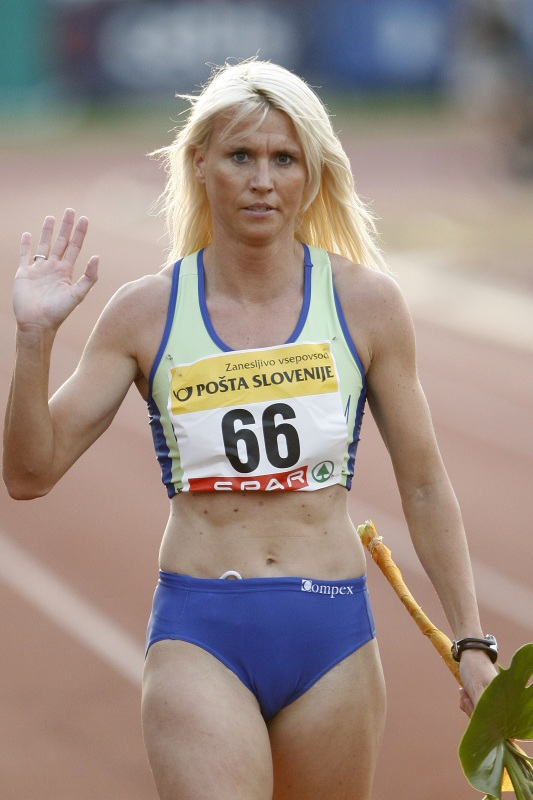 Zanesljivo vsepovsod
POŠTA SLOVENIJE
66
SPAR
Compex